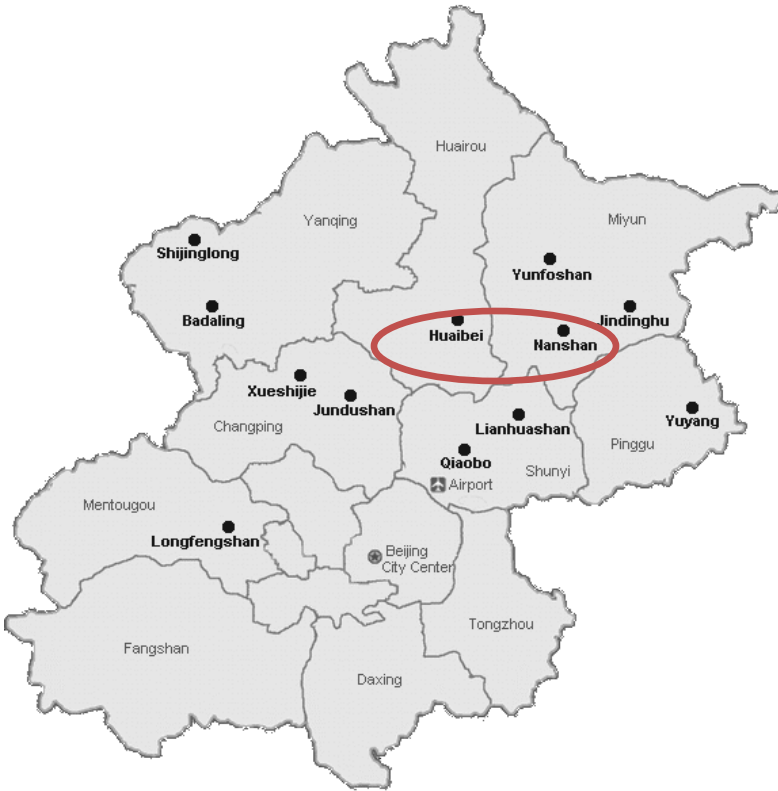 Huairou
Yanqing
Miyun
Shijinglong
Yunfoshan
Badaling
Jindinghu
Huaibei
Nanshan
Xueshijie
Jundushan
Yuyang
Changping
Lianhuashan
Pinggu
Qiaobo
Shunyi
Airport
Mentougou
Longfengshan
Beijing
City Center
Tongzhou
Fangshan
Daxing